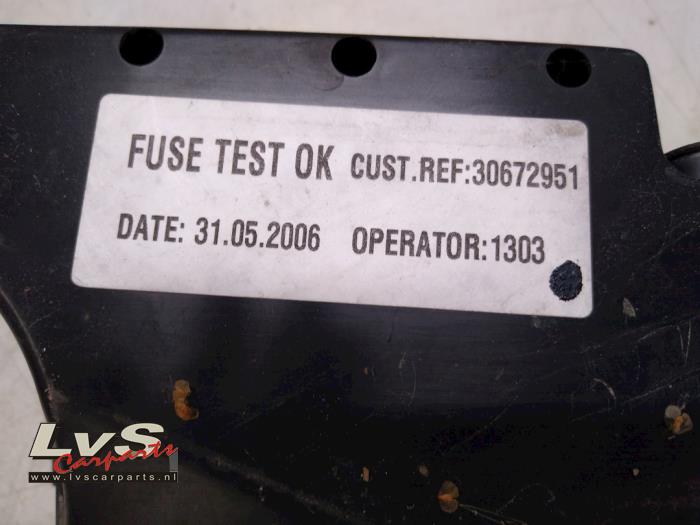 FUSE TEST OK CUST.REF:30672951
DATE: 31.05.2006 OPERATOR:1303
LvS
Carparts
www.lvscarparts.nl